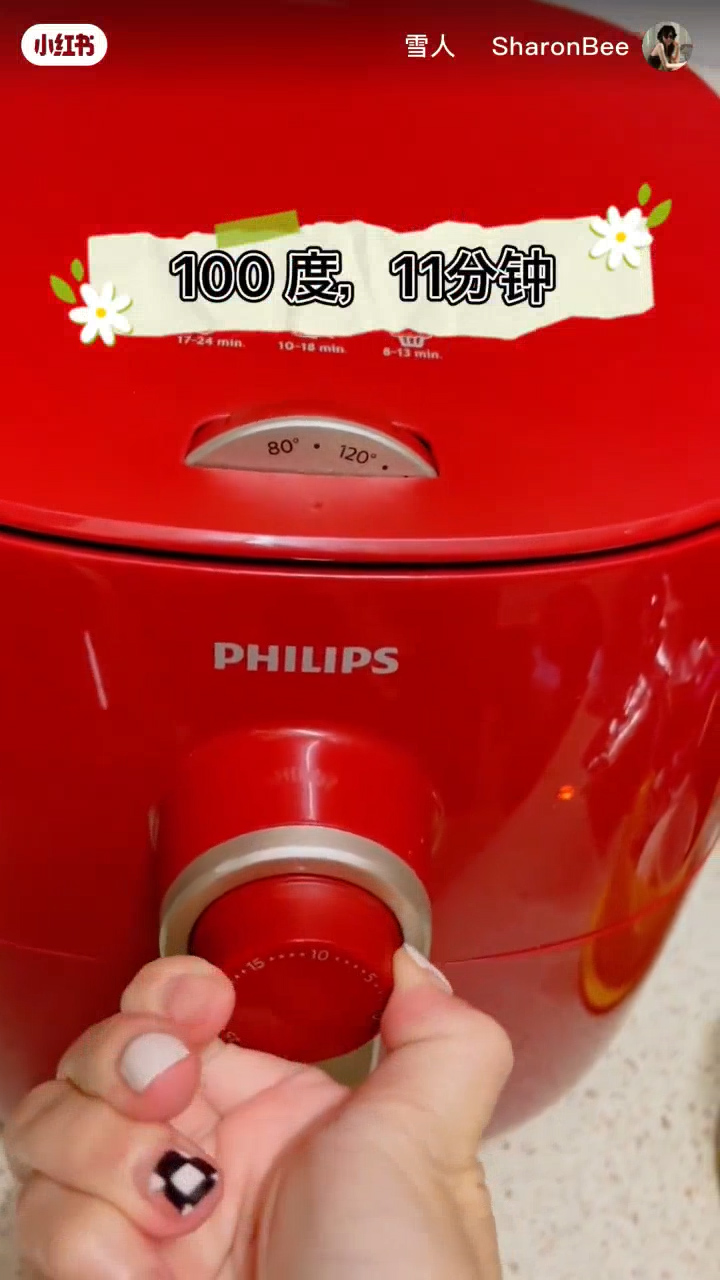 小红书
雪人 SharonBee
100 度, 11分钟
17-24 min. 10-18 min. 8-13 min.
80° • 120° •
PHILIPS
15 •••• 10 •••• 5